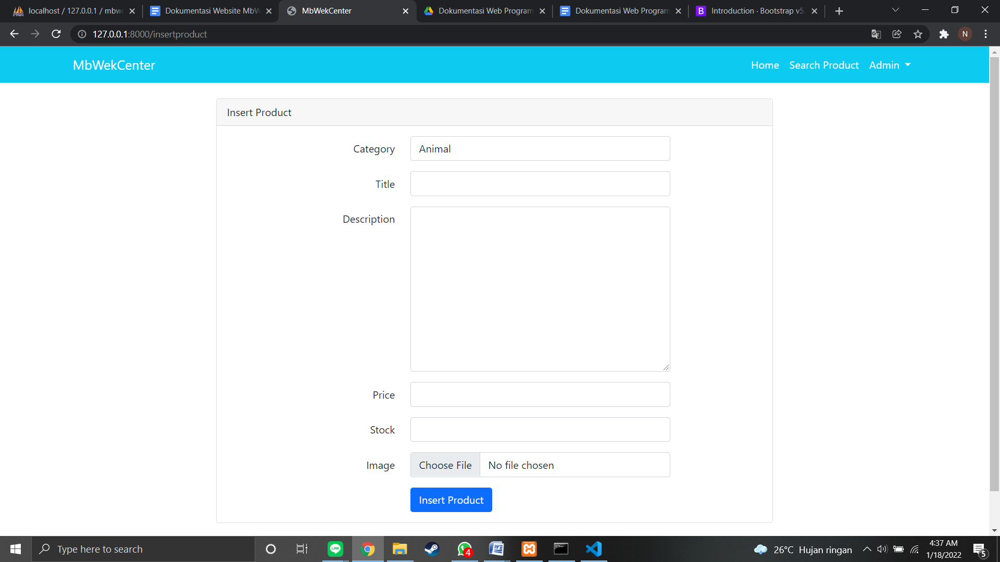 localhost / 127.0.0.1 / mbwe
Dokumentasi Website MbW
MbWekCenter
Dokumentasi Web Program
Dokumentasi Web Program
Introduction · Bootstrap v5.
127.0.0.1:8000/insertproduct
N
MbWekCenter
Home
Search Product
Admin
Insert Product
Category
Animal
Title
Description
Price
Stock
Image
Choose File
No file chosen
Insert Product
Type here to search
LINE
4
26°C Hujan ringan
4:37 AM
1/18/2022
5